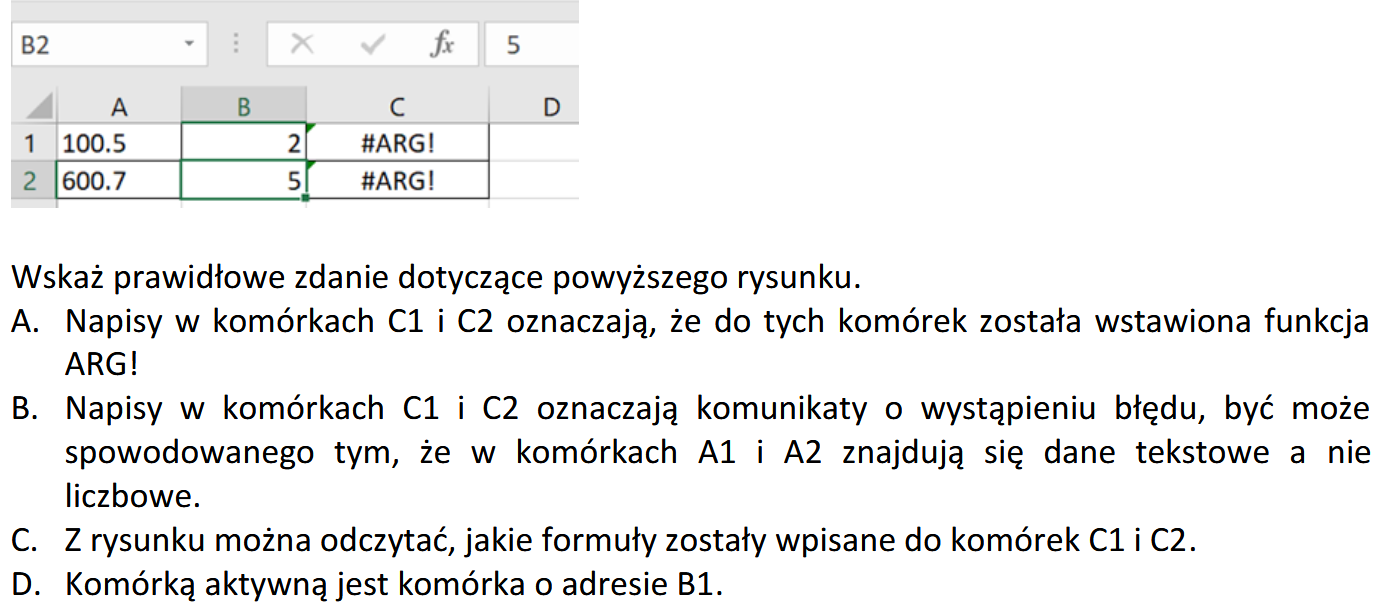 B2 fx 5
A B C D
1 100.5 2 #ARG!
2 600.7 5 #ARG!
Wskaż prawidłowe zdanie dotyczące powyższego rysunku.
A. Napisy w komórkach C1 i C2 oznaczają, że do tych komórek została wstawiona funkcja
ARG!
B. Napisy w komórkach C1 i C2 oznaczają komunikaty o wystąpieniu błędu, być może
spowodowanego tym, że w komórkach A1 i A2 znajdują się dane tekstowe a nie
liczbowe.
C. Z rysunku można odczytać, jakie formuły zostały wpisane do komórek C1 i C2.
D. Komórką aktywną jest komórka o adresie B1.